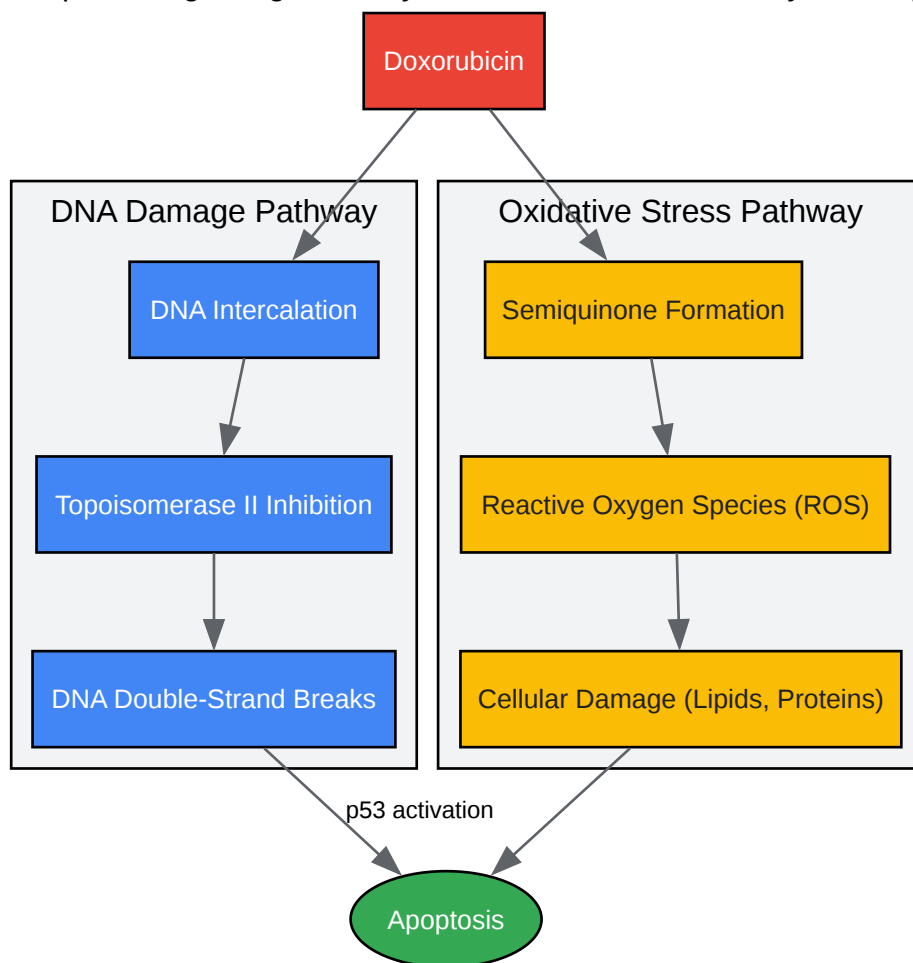 Doxorubicin
DNA Damage Pathway
Oxidative Stress Pathway
DNA Intercalation
Semiquinone Formation
Topoisomerase II Inhibition
Reactive Oxygen Species (ROS)
DNA Double-Strand Breaks
Cellular Damage (Lipids, Proteins)
p53 activation
Apoptosis